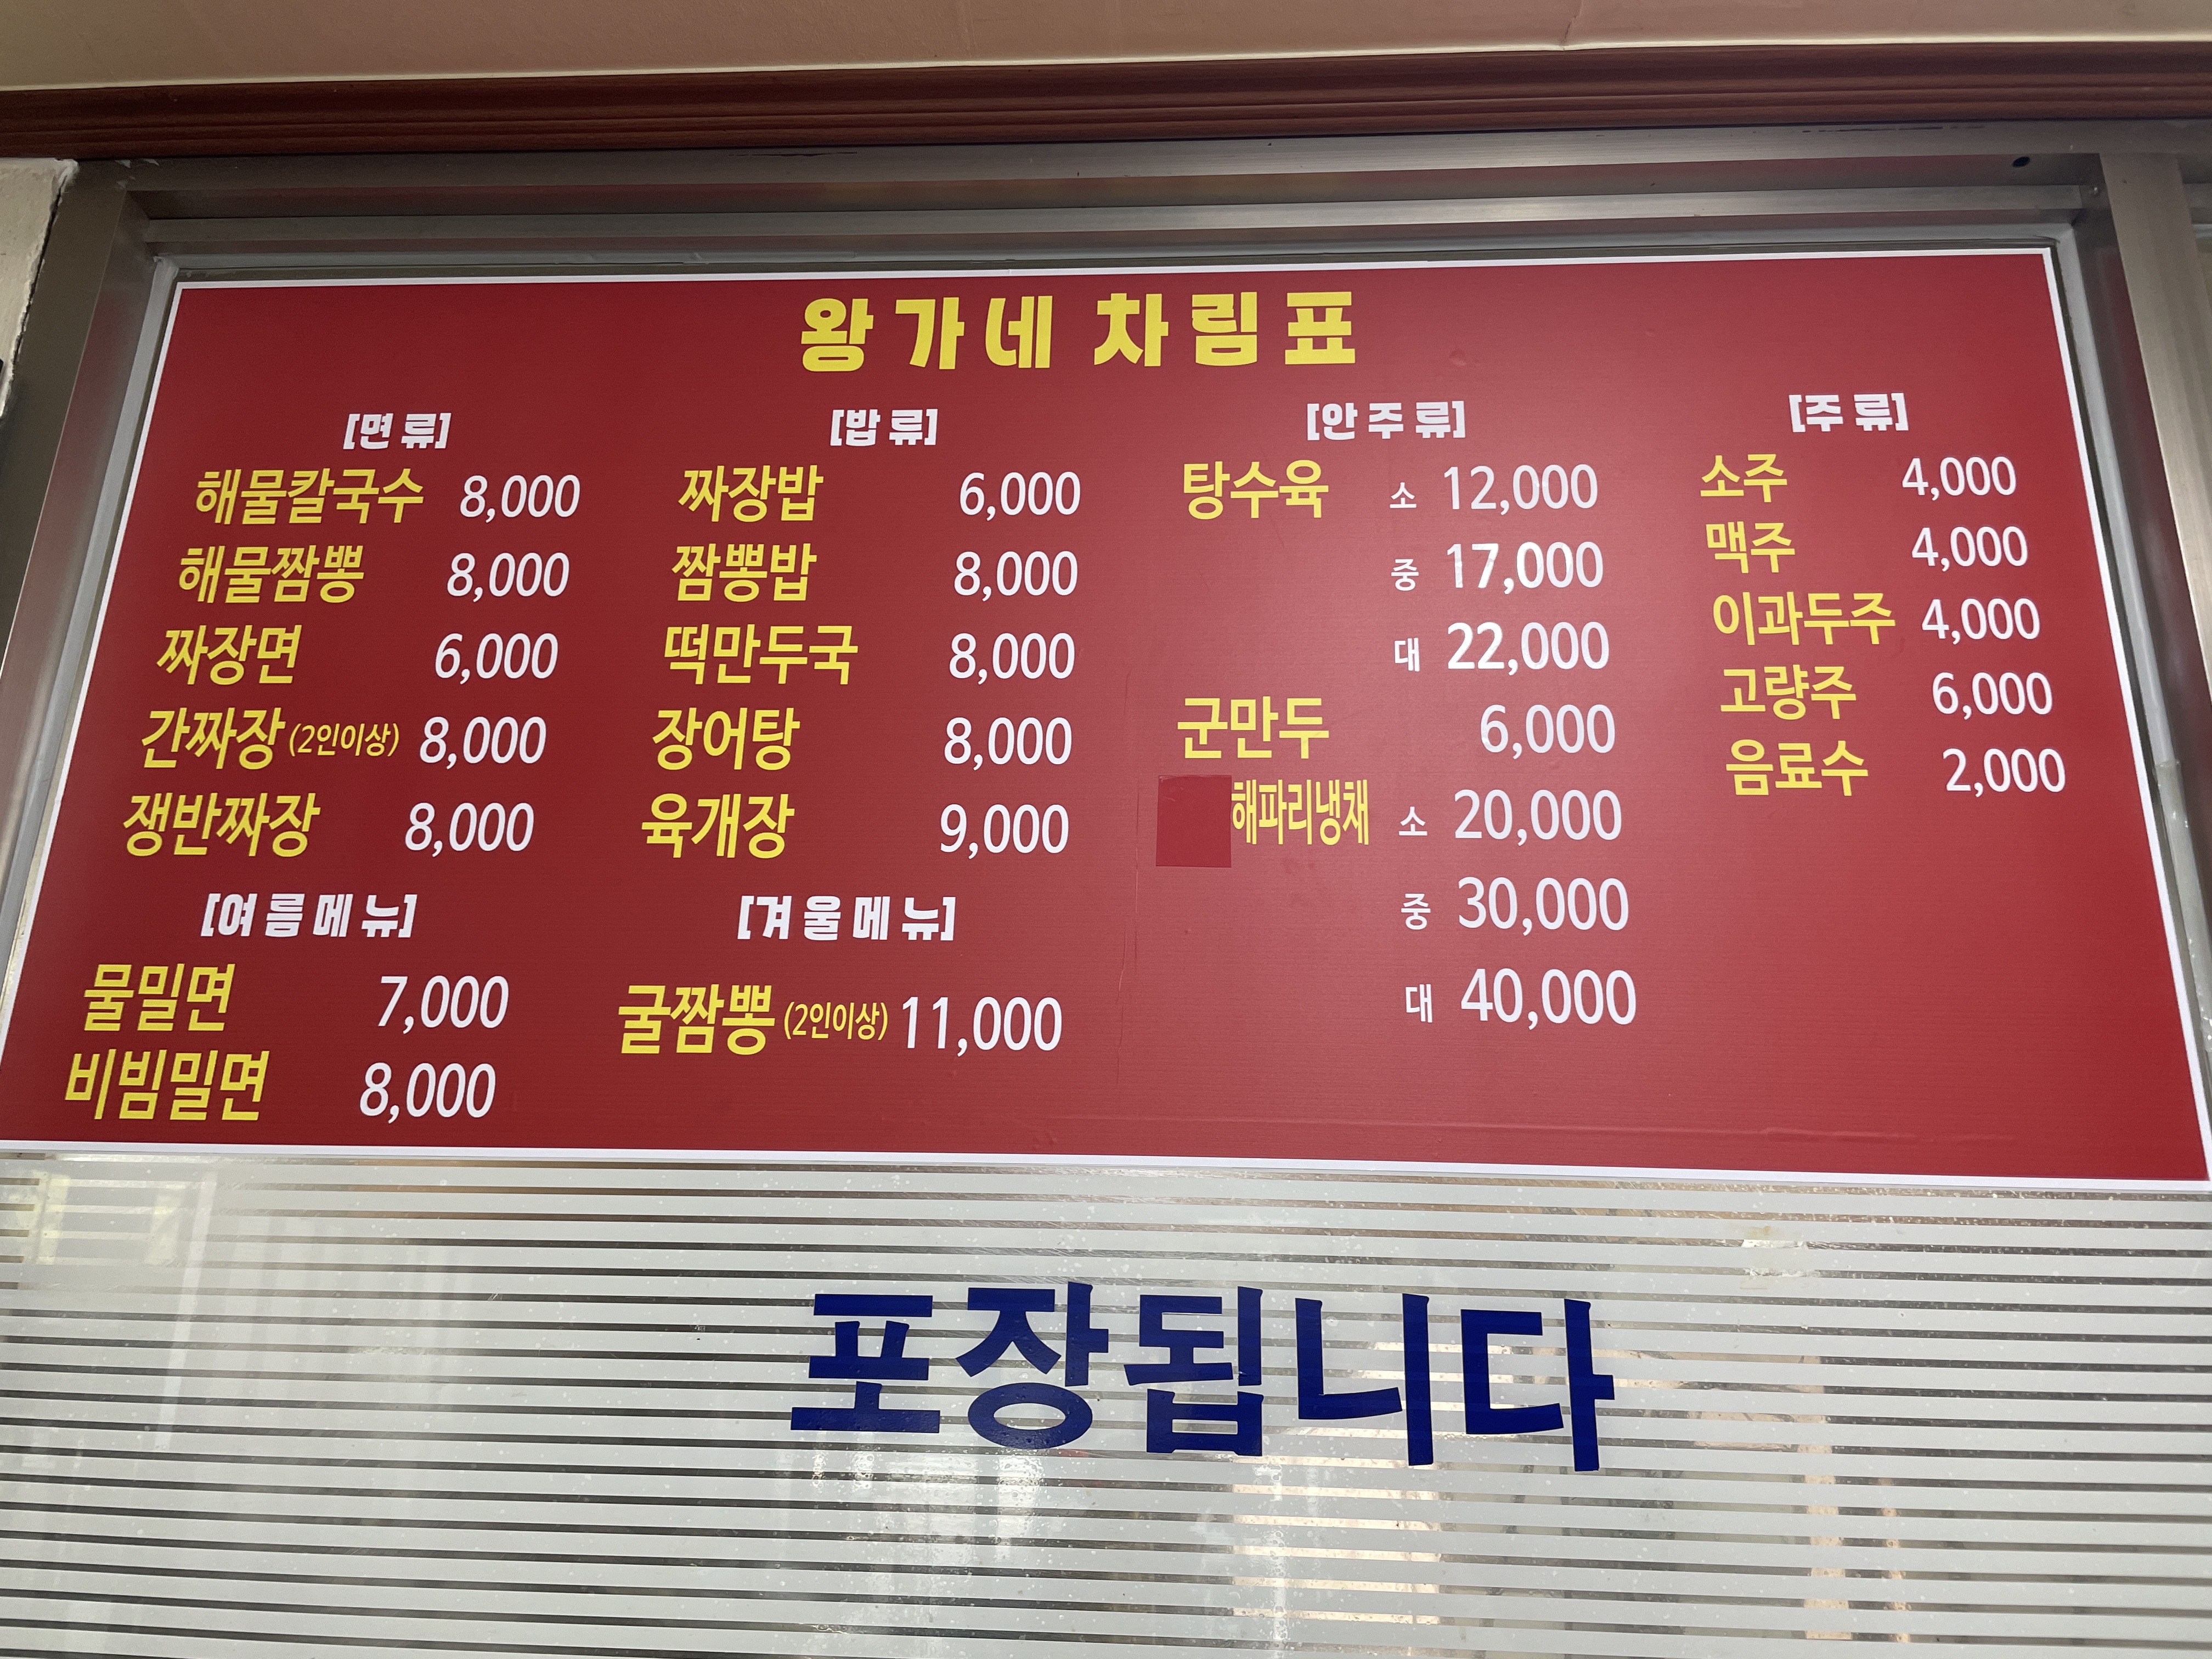 왕가네 차림표
[면류]
해물칼국수 8,000
해물짬뽕 8,000
짜장면 6,000
간짜장 (2인이상) 8,000
쟁반짜장 8,000
[여름메뉴]
물밀면 7,000
비빔밀면 8,000
[밥류]
짜장밥 6,000
짬뽕밥 8,000
떡만두국 8,000
장어탕 8,000
육개장 9,000
[겨울메뉴]
굴짬뽕 (2인이상) 11,000
[안주류]
탕수육 소 12,000
중 17,000
대 22,000
군만두 6,000
해파리냉채 소 20,000
중 30,000
대 40,000
[주류]
소주 4,000
맥주 4,000
이과두주 4,000
고량주 6,000
음료수 2,000
포장됩니다